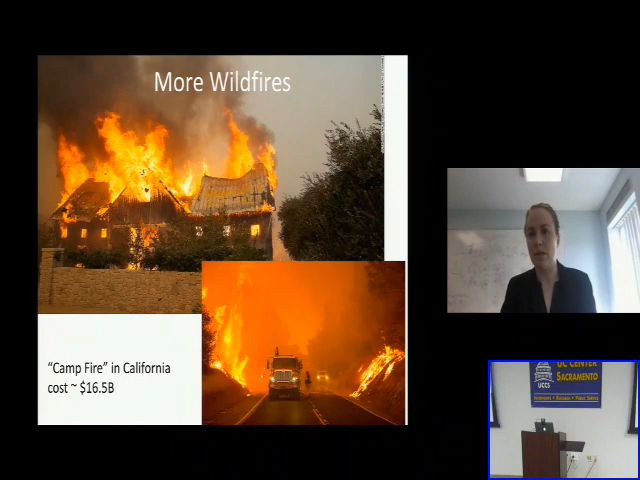 More Wildfires
"Camp Fire" in California
cost ~ $16.5B
UC CENTER
SACRAMENTO
UCCS